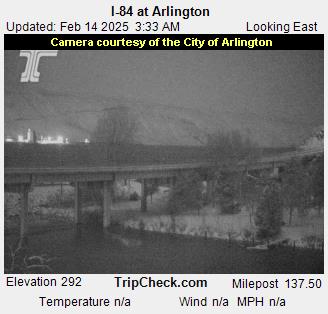 I-84 at Arlington
Updated: Feb 14 2025 3:33 AM Looking East
Camera courtesy of the City of Arlington
Elevation 292 TripCheck.com Milepost 137.50
Temperature n/a Wind n/a MPH n/a